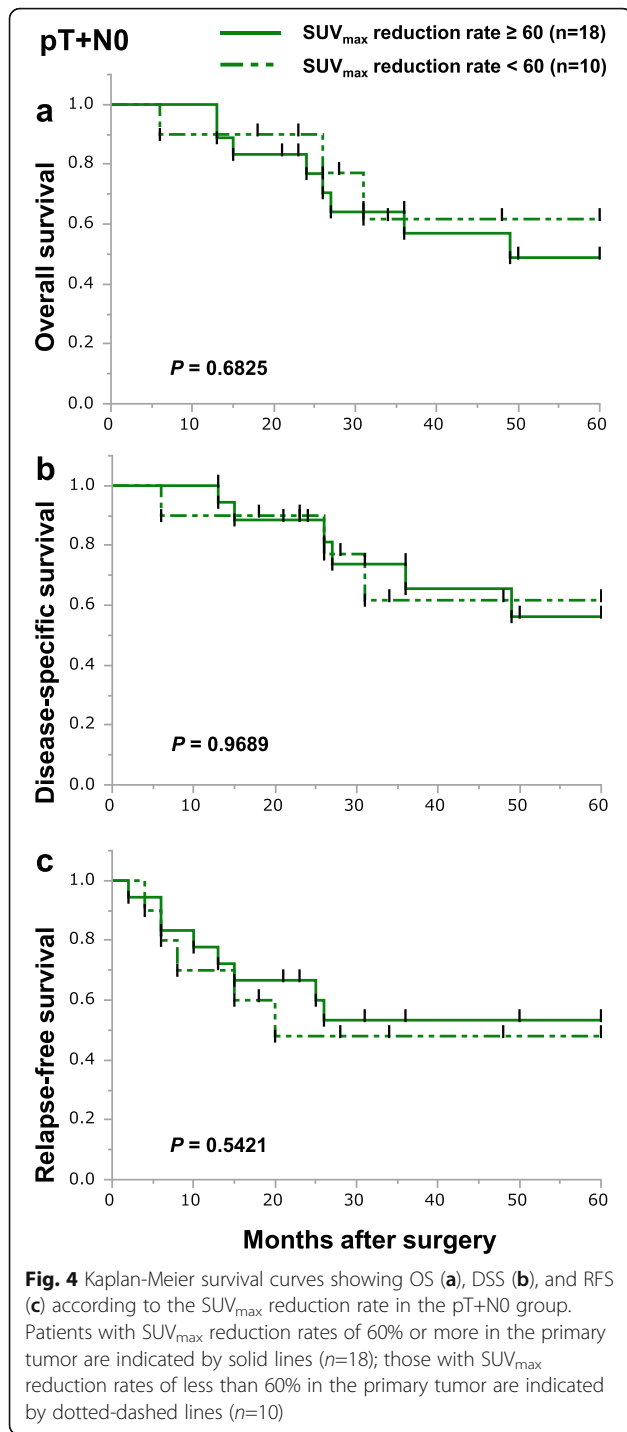 pT+N0
SUVmax reduction rate ≥ 60 (n=18)
SUVmax reduction rate < 60 (n=10)
a
Overall survival
1.0
0.8
0.6
0.4
0.2
0.0
P = 0.6825
0 10 20 30 40 50 60
b
Disease-specific survival
1.0
0.8
0.6
0.4
0.2
0.0
P = 0.9689
0 10 20 30 40 50 60
c
Relapse-free survival
1.0
0.8
0.6
0.4
0.2
0.0
P = 0.5421
0 10 20 30 40 50 60
Months after surgery
Fig. 4 Kaplan-Meier survival curves showing OS (a), DSS (b), and RFS
(c) according to the SUVmax reduction rate in the pT+N0 group.
Patients with SUVmax reduction rates of 60% or more in the primary
tumor are indicated by solid lines (n=18); those with SUVmax
reduction rates of less than 60% in the primary tumor are indicated
by dotted-dashed lines (n=10)